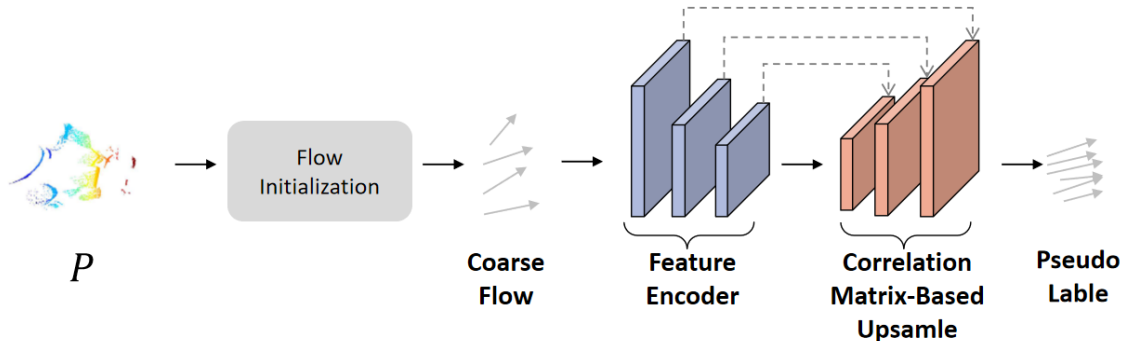 Flow
Initialization
P
Coarse
Flow
Feature
Encoder
Correlation
Matrix-Based
Upsamle
Pseudo
Lable